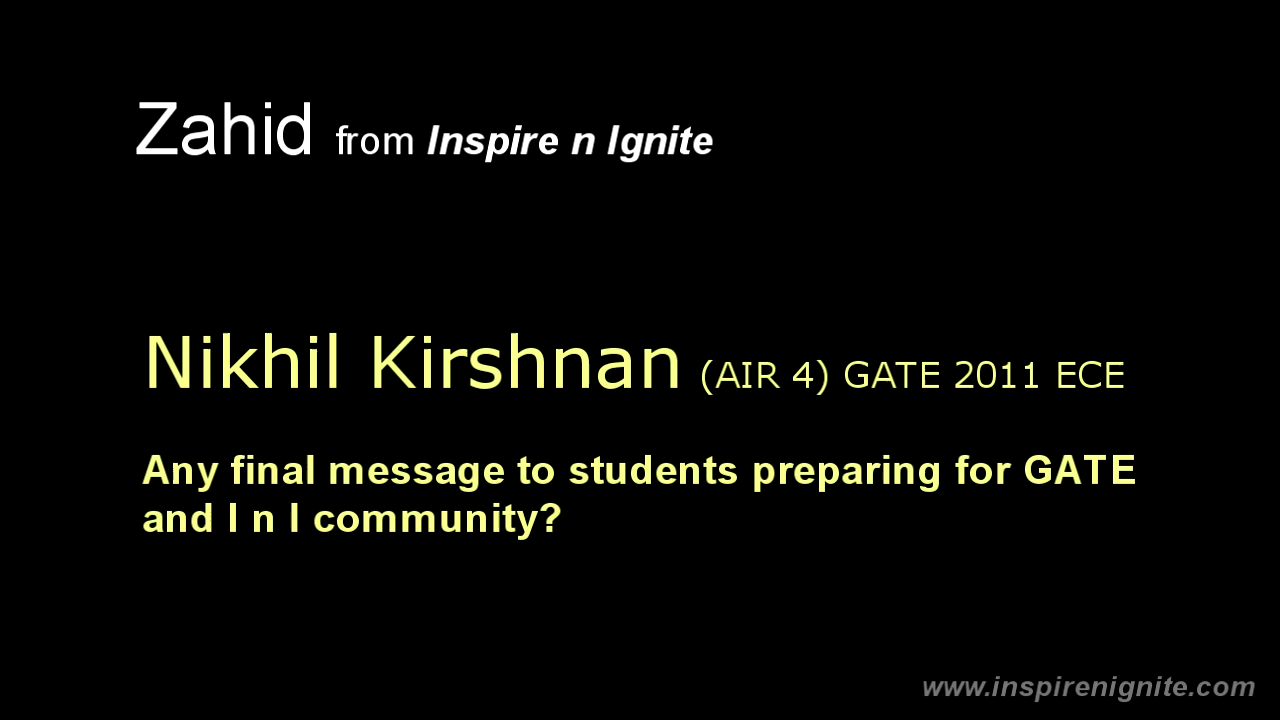 Zahid from Inspire n Ignite
Nikhil Kirshnan (AIR 4) GATE 2011 ECE
Any final message to students preparing for GATE
and I n I community?
www.inspirenignite.com